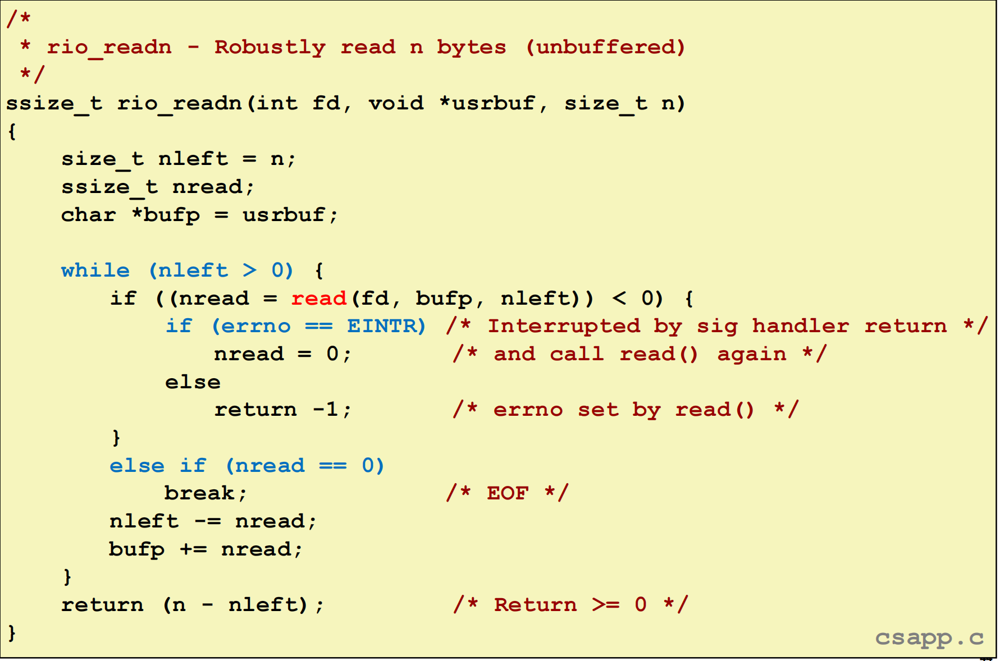 /*
 * rio_readn - Robustly read n bytes (unbuffered)
 */
ssize_t rio_readn(int fd, void *usrbuf, size_t n)
{
    size_t nleft = n;
    ssize_t nread;
    char *bufp = usrbuf;

    while (nleft > 0) {
        if ((nread = read(fd, bufp, nleft)) < 0) {
            if (errno == EINTR) /* Interrupted by sig handler return */
                nread = 0;       /* and call read() again */
            else
                return -1;       /* errno set by read() */
        }
        else if (nread == 0)
            break;              /* EOF */
        nleft -= nread;
        bufp += nread;
    }
    return (n - nleft);         /* Return >= 0 */
}
csapp.c